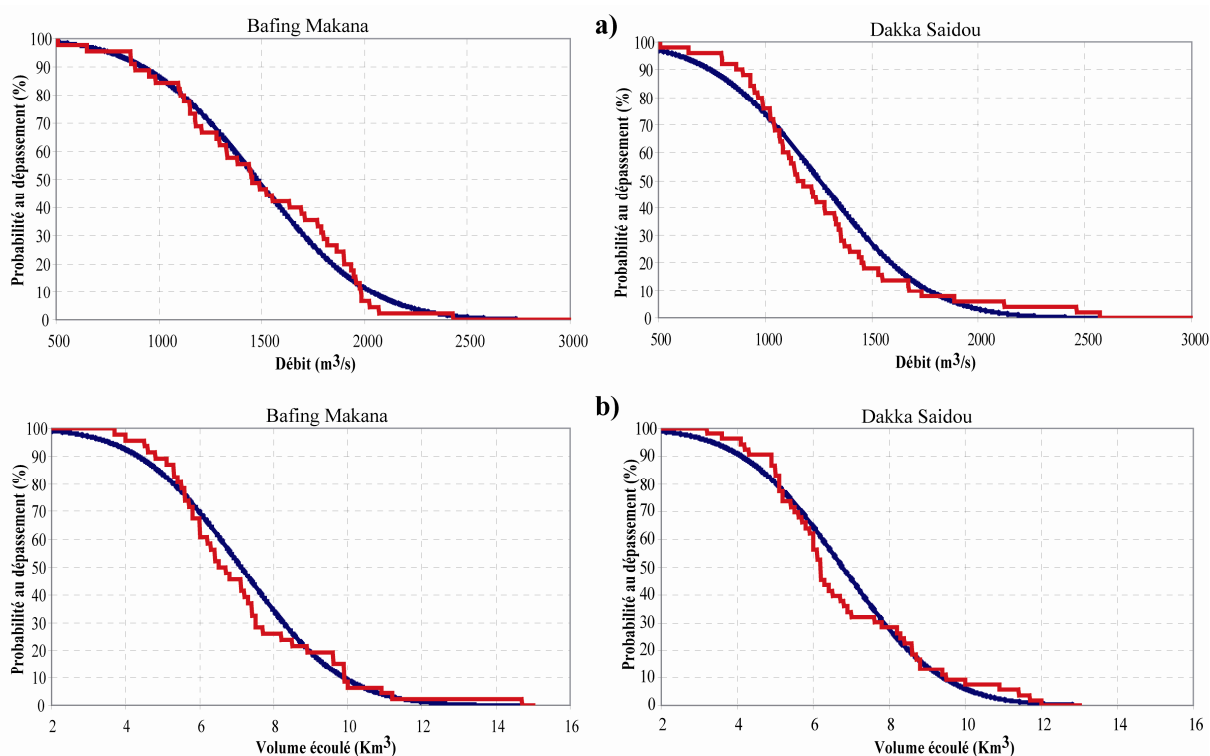 Bafing Makana
a)
Dakka Saidou
Probabilité au dépassement (%)
100
90
80
70
60
50
40
30
20
10
0
500 1000 1500 2000 2500 3000
Débit (m³/s)
Probabilité au dépassement (%)
100
90
80
70
60
50
40
30
20
10
0
500 1000 1500 2000 2500 3000
Débit (m³/s)
Bafing Makana
b)
Dakka Saidou
Probabilité au dépassement (%)
100
90
80
70
60
50
40
30
20
10
0
2 4 6 8 10 12 14 16
Volume écoulé (Km³)
Probabilité au dépassement (%)
100
90
80
70
60
50
40
30
20
10
0
2 4 6 8 10 12 14 16
Volume écoulé (Km³)